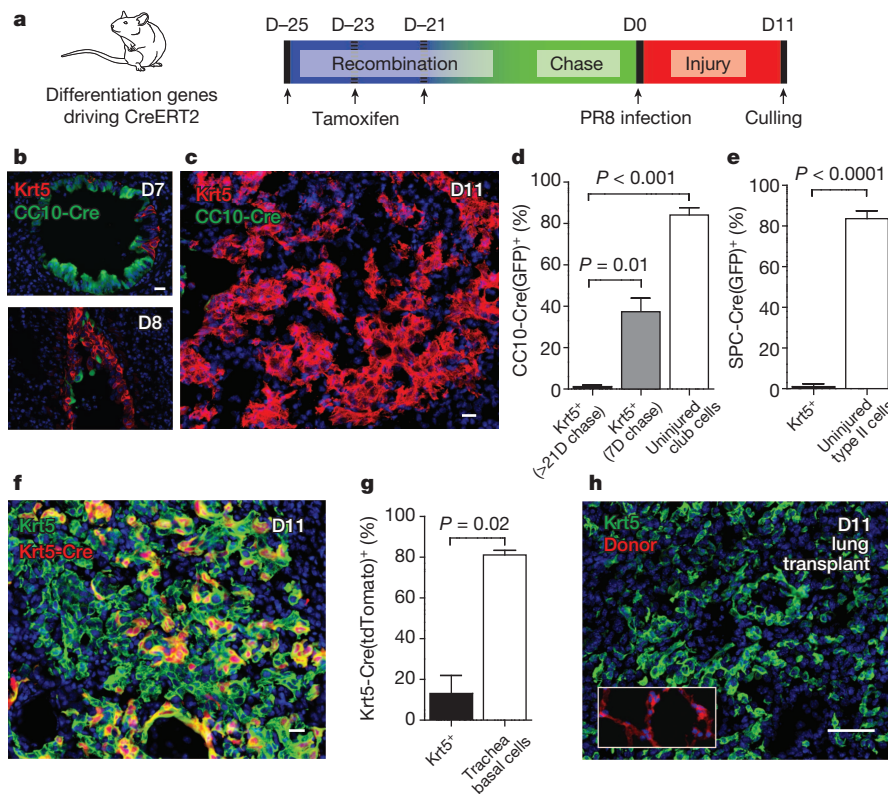 a
D–25 D–23 D–21 D0 D11
Recombination Chase Injury
Differentiation genes
driving CreERT2
Tamoxifen PR8 infection Culling
b
Krt5
CC10-Cre
D7
D8
c
Krt5
CC10-Cre
D11
d
CC10-Cre(GFP)+ (%)
100
80
60
40
20
0
P < 0.001
P = 0.01
Krt5+
(>21D chase)
Krt5+
(7D chase)
Uninjured
club cells
e
SPC-Cre(GFP)+ (%)
100
80
60
40
20
0
P < 0.0001
Krt5+
Uninjured
type II cells
f
Krt5
Krt5-Cre
D11
g
Krt5-Cre(tdTomato)+ (%)
100
80
60
40
20
0
P = 0.02
Krt5+
Trachea
basal cells
h
Krt5
Donor
D11
lung
transplant